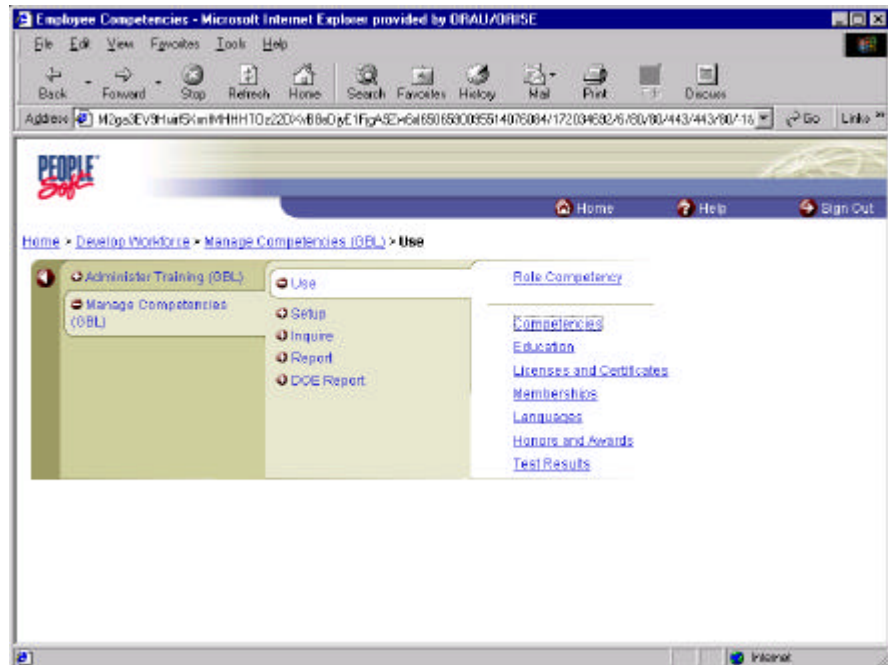 Employee Competencies - Microsoft Internet Explorer provided by ORAU/ORISE
File Edit View Favorites Tools Help
Back Forward Stop Refresh Home Search Favorites History Mail Print Edit Discuss
Address Go Links »
PEOPLE
Soft
Home Help Sign Out
Home > Develop Workforce > Manage Competencies (GBL) > Use
Administer Training (GBL)
Manage Competencies (GBL)
Use
Setup
Inquire
Report
DOE Report
Role Competency
Competencies
Education
Licenses and Certificates
Memberships
Languages
Honors and Awards
Test Results
Internet